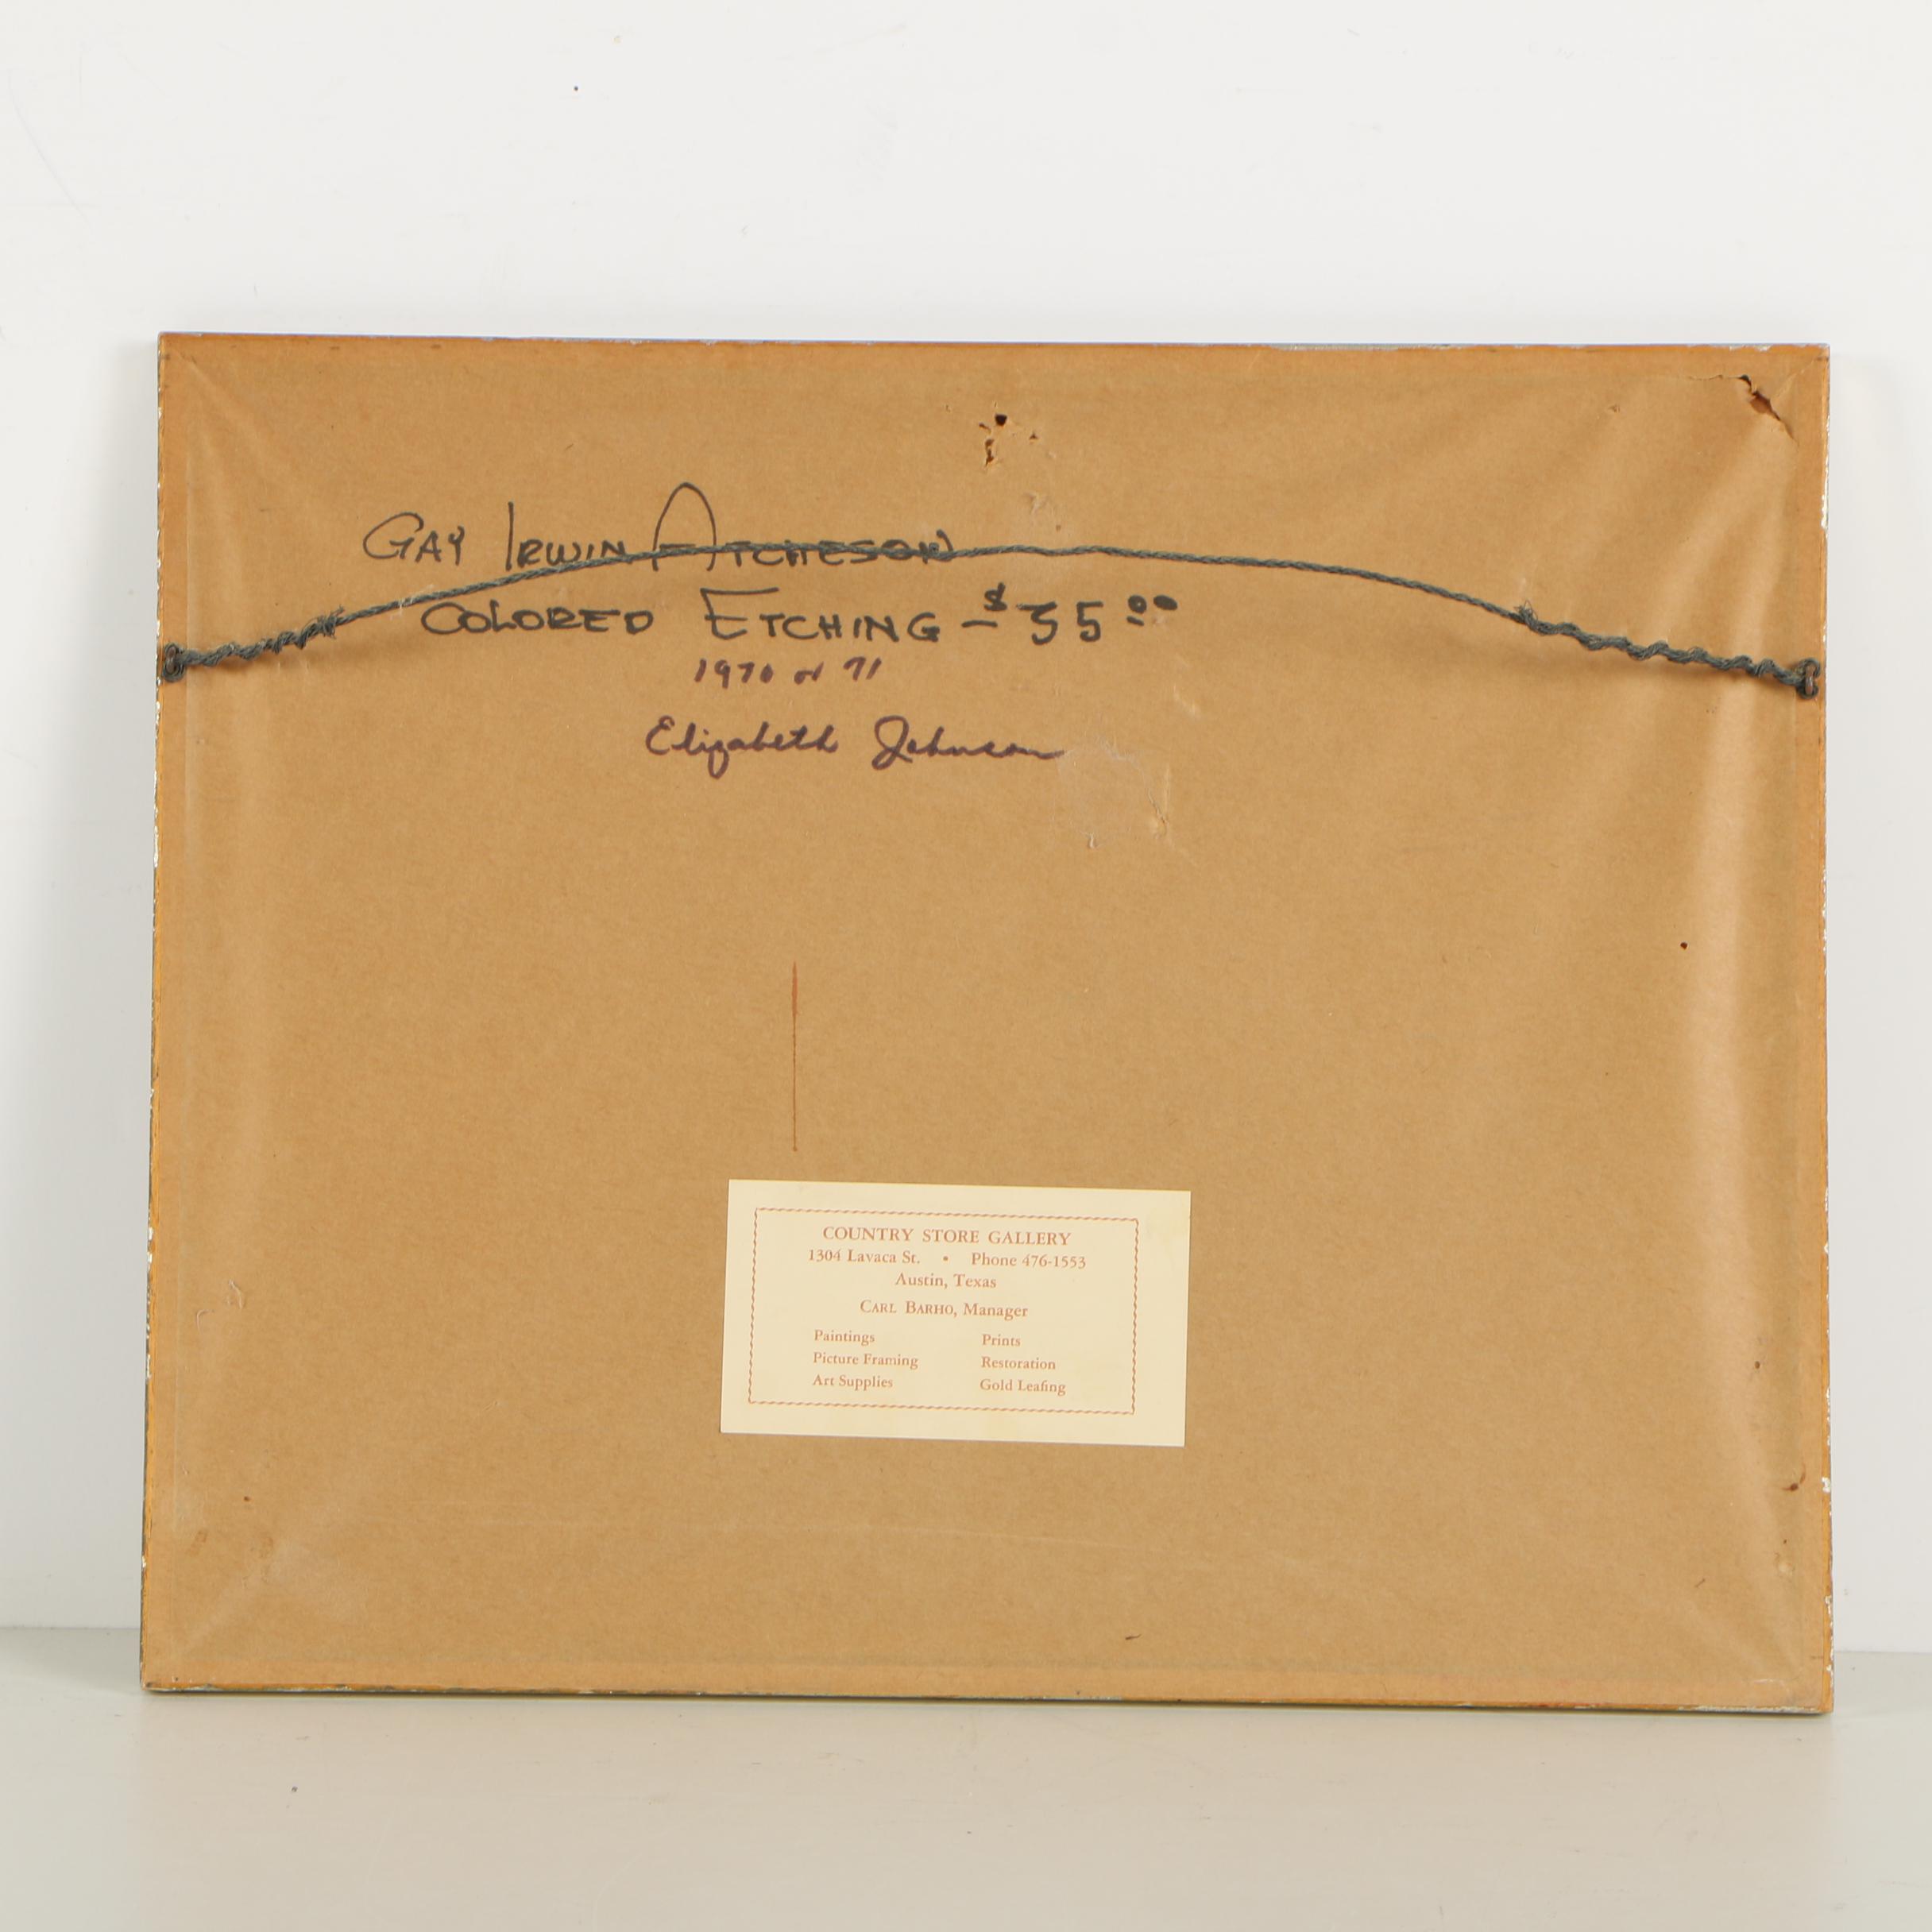 GAY IRWIN ATCHESON
COLORED ETCHING - $35.00
1970 or 71
Elizabeth Johnson
COUNTRY STORE GALLERY
1304 Lavaca St. • Phone 476-1553
Austin, Texas
CARL BARHO, Manager
Paintings Prints
Picture Framing Restoration
Art Supplies Gold Leafing